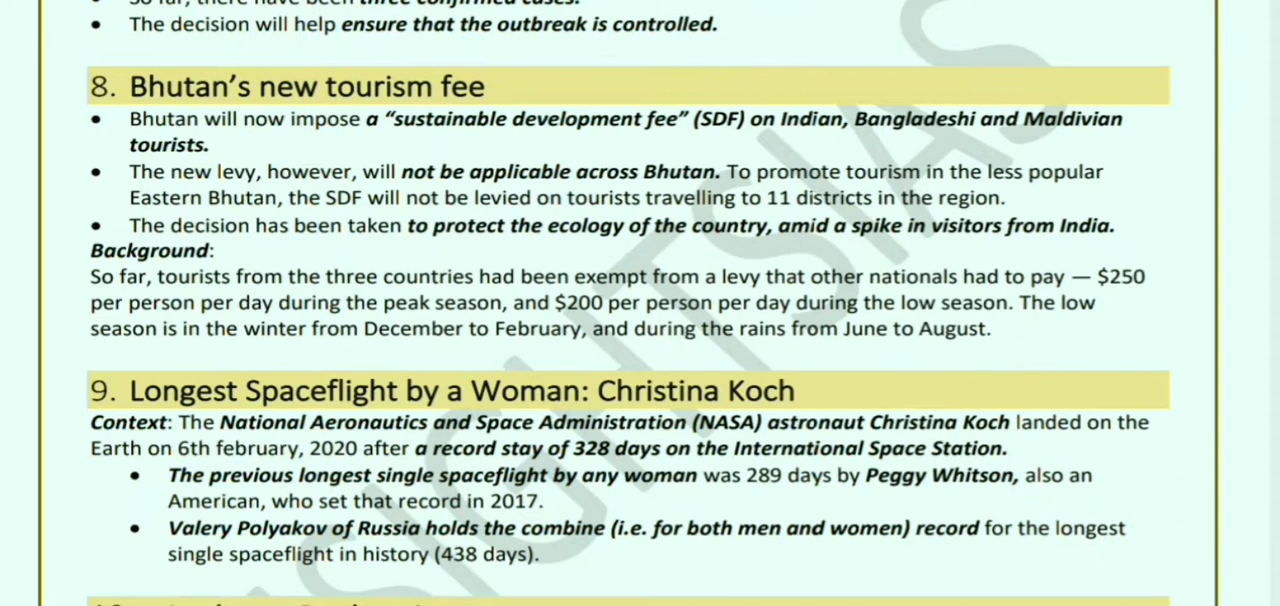 So far, there have been three confirmed cases.
• The decision will help ensure that the outbreak is controlled.
8. Bhutan’s new tourism fee
• Bhutan will now impose a “sustainable development fee” (SDF) on Indian, Bangladeshi and Maldivian
tourists.
• The new levy, however, will not be applicable across Bhutan. To promote tourism in the less popular
Eastern Bhutan, the SDF will not be levied on tourists travelling to 11 districts in the region.
• The decision has been taken to protect the ecology of the country, amid a spike in visitors from India.
Background:
So far, tourists from the three countries had been exempt from a levy that other nationals had to pay — $250
per person per day during the peak season, and $200 per person per day during the low season. The low
season is in the winter from December to February, and during the rains from June to August.
9. Longest Spaceflight by a Woman: Christina Koch
Context: The National Aeronautics and Space Administration (NASA) astronaut Christina Koch landed on the
Earth on 6th february, 2020 after a record stay of 328 days on the International Space Station.
• The previous longest single spaceflight by any woman was 289 days by Peggy Whitson, also an
American, who set that record in 2017.
• Valery Polyakov of Russia holds the combine (i.e. for both men and women) record for the longest
single spaceflight in history (438 days).
SIGHTSIAS